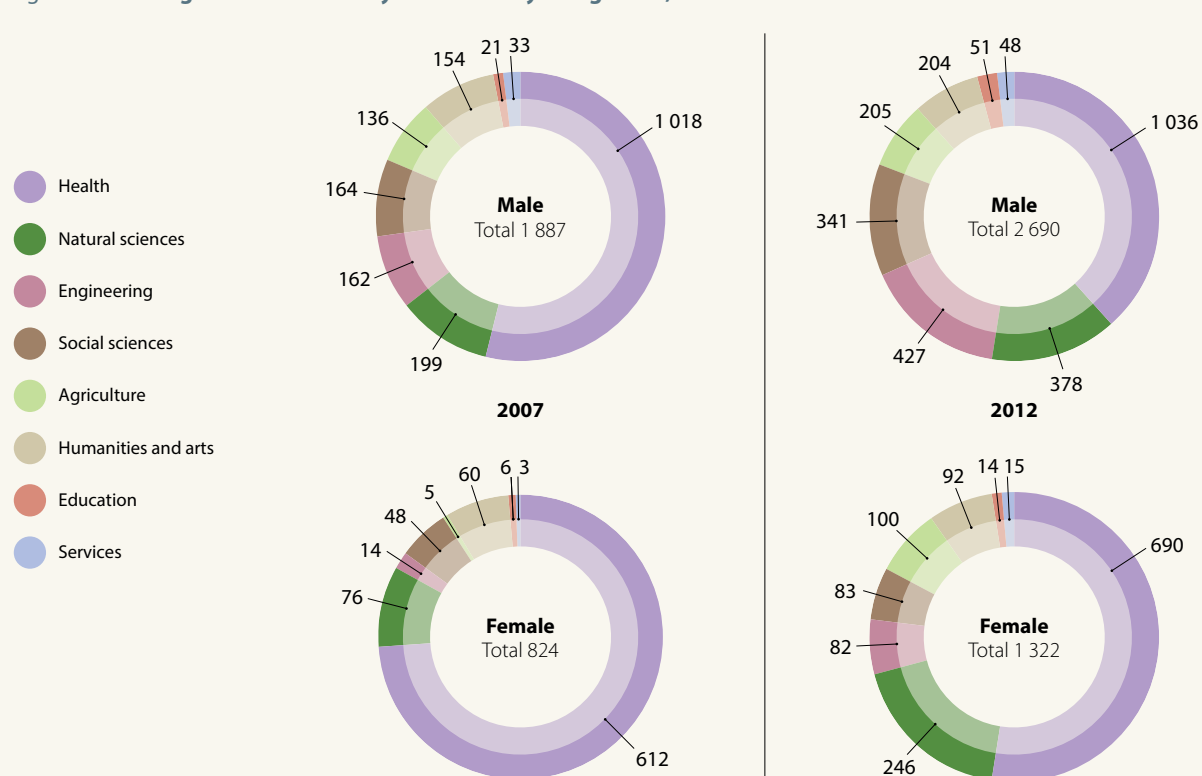 Health
Natural sciences
Engineering
Social sciences
Agriculture
Humanities and arts
Education
Services
154
21
33
136
1 018
164
Male
Total 1 887
162
199
2007
204
51
48
205
1 036
341
Male
Total 2 690
427
378
2012
60
6
3
5
48
14
76
Female
Total 824
612
92
14
15
100
690
83
Female
Total 1 322
82
246